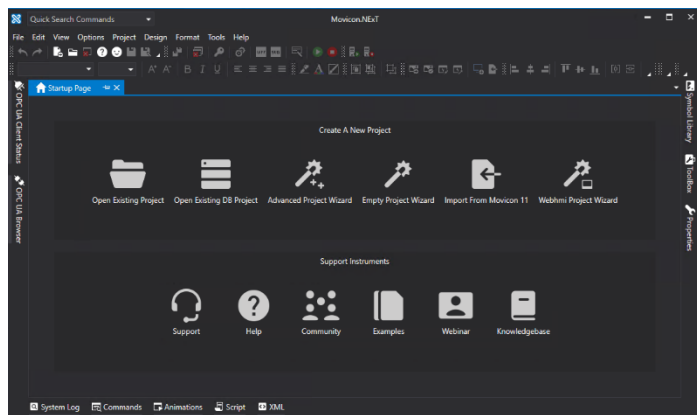 Quick Search Commands
Movicon.NExT
File Edit View Options Project Design Format Tools Help
Startup Page
OPC UA Client Status
OPC UA Browser
Create A New Project
Open Existing Project Open Existing DB Project Advanced Project Wizard Empty Project Wizard Import From Movicon 11 Webhmi Project Wizard
Support Instruments
Support Help Community Examples Webinar Knowledgebase
Symbol Library
ToolBox
Properties
System Log Commands Animations Script XML